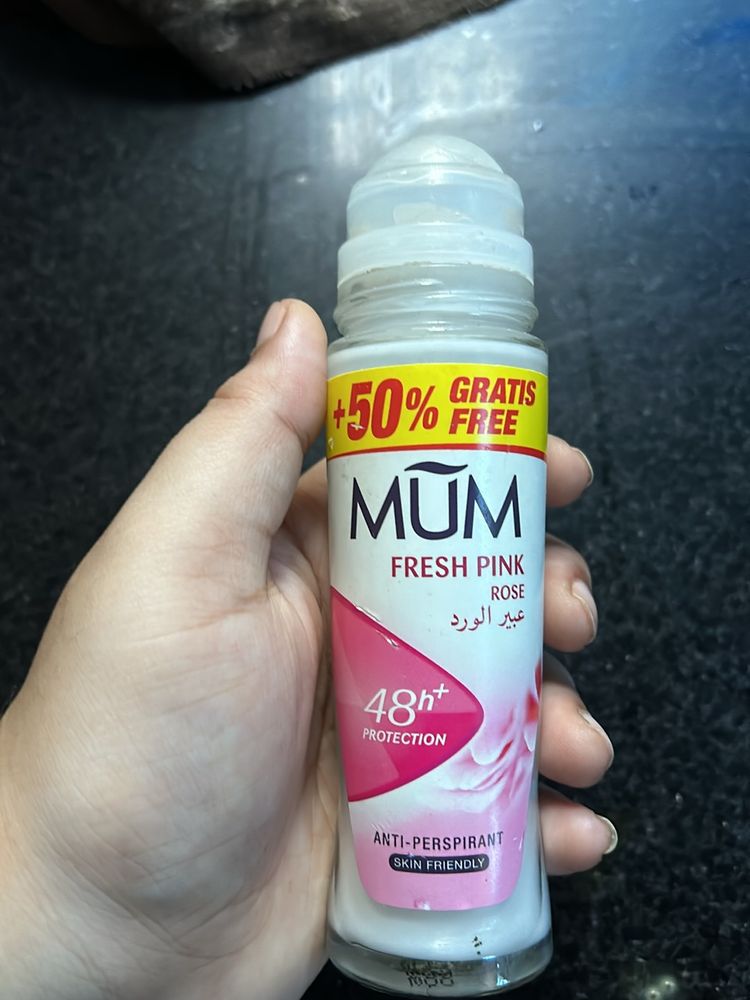 +50% GRATIS
FREE
MUM
FRESH PINK
ROSE
عبير الورد
48h+
PROTECTION
ANTI-PERSPIRANT
SKIN FRIENDLY